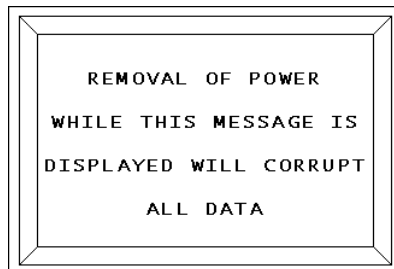 REMOVAL OF POWER
WHILE THIS MESSAGE IS
DISPLAYED WILL CORRUPT
ALL DATA